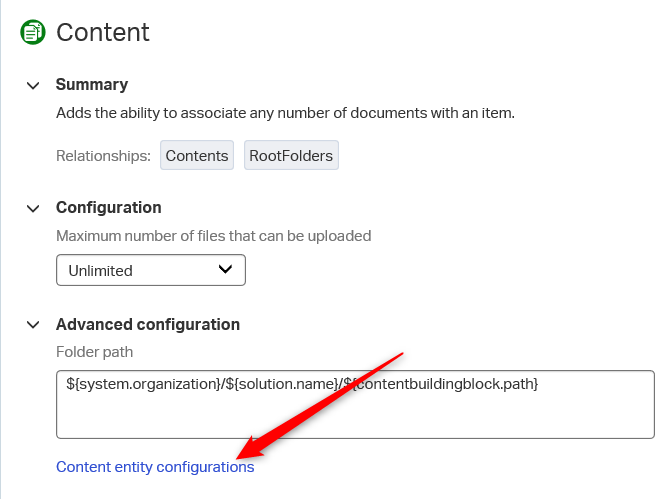 Content
Summary
Adds the ability to associate any number of documents with an item.
Relationships: Contents RootFolders
Configuration
Maximum number of files that can be uploaded
Unlimited
Advanced configuration
Folder path
${system.organization}/${solution.name}/${contentbuildingblock.path}
Content entity configurations